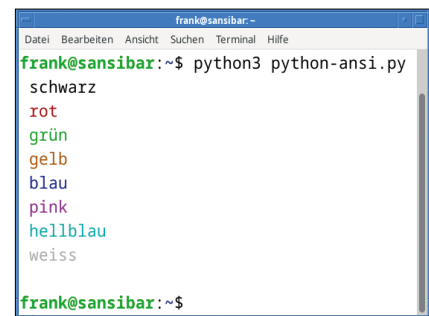 frank@sansibar: ~
Datei Bearbeiten Ansicht Suchen Terminal Hilfe
frank@sansibar:~$ python3 python-ansi.py
schwarz
rot
grün
gelb
blau
pink
hellblau
weiss
frank@sansibar:~$